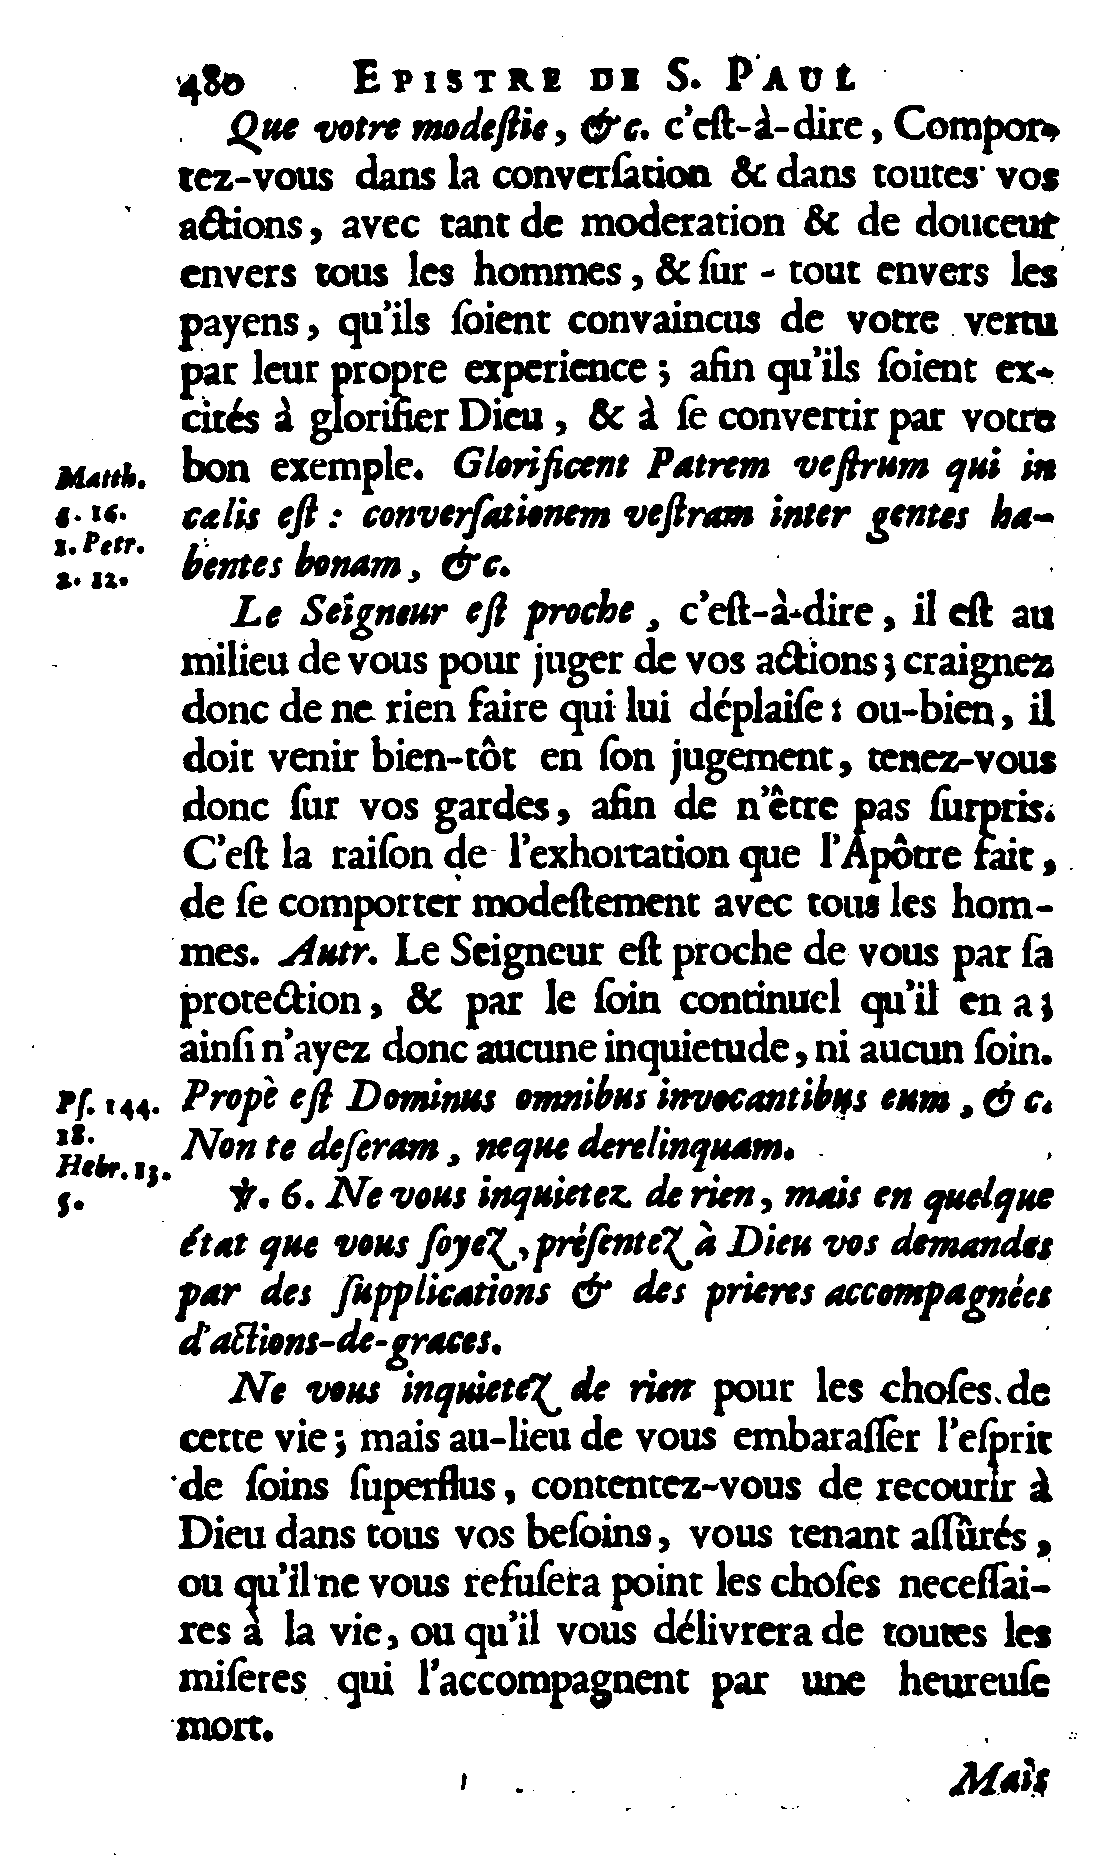 480 EPISTRE DE S. PAUL
Que votre modeſtie, &c. c'eſt-à-dire, Compor-
tez-vous dans la converſation & dans toutes vos
actions, avec tant de moderation & de douceur
envers tous les hommes, & ſur-tout envers les
payens, qu'ils ſoient convaincus de votre vertu
par leur propre experience; afin qu'ils ſoient ex-
cités à glorifier Dieu, & à ſe convertir par votre
bon exemple. Glorificent Patrem veſtrum qui in
Matth.
cælis eſt : converſationem veſtram inter gentes ha-
5. 16.
1. Petr.
bentes bonam, &c.
2. 12.
Le Seigneur eſt proche, c'eſt-à-dire, il eſt au
milieu de vous pour juger de vos actions; craignez
donc de ne rien faire qui lui déplaiſe: ou-bien, il
doit venir bien-tôt en ſon jugement, tenez-vous
donc ſur vos gardes, afin de n'être pas ſurpris.
C'eſt la raiſon de l'exhortation que l'Apôtre fait,
de ſe comporter modeſtement avec tous les hom-
mes. Autr. Le Seigneur eſt proche de vous par ſa
protection, & par le ſoin continuel qu'il en a;
ainſi n'ayez donc aucune inquietude, ni aucun ſoin.
Pſ. 144.
Propè eſt Dominus omnibus invocantibus eum, & c.
18.
Non te deſeram, neque derelinquam.
Hebr. 13.
5.
℣. 6. Ne vous inquietez de rien, mais en quelque
état que vous ſoyez, préſentez à Dieu vos demandes
par des ſupplications & des prieres accompagnées
d'actions-de-graces.
Ne vous inquietez de rien pour les choſes de
cette vie; mais au-lieu de vous embaraſſer l'eſprit
de ſoins ſuperflus, contentez-vous de recourir à
Dieu dans tous vos beſoins, vous tenant aſſûrés,
ou qu'il ne vous refuſera point les choſes neceſſai-
res à la vie, ou qu'il vous délivrera de toutes les
miſeres qui l'accompagnent par une heureuſe
mort.
Mais